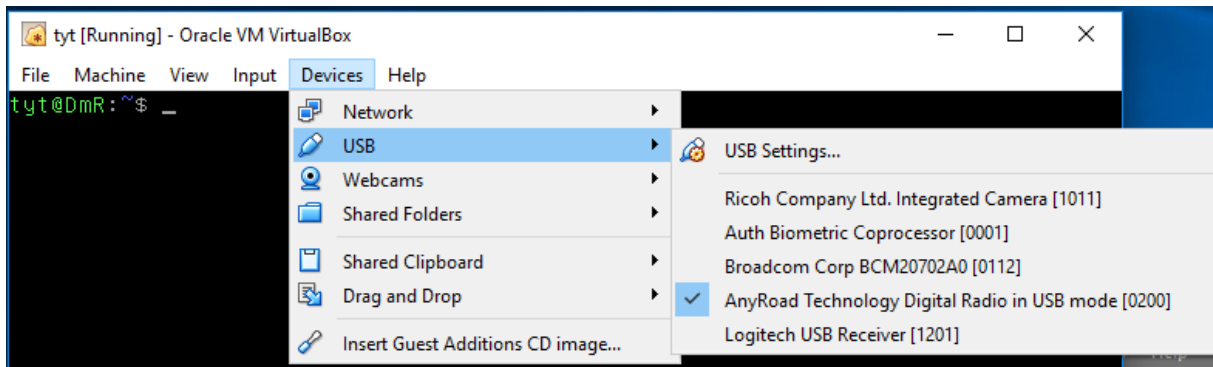 tyt [Running] - Oracle VM VirtualBox
File Machine View Input Devices Help
tyt@DmR:~$ _
Network
USB
Webcams
Shared Folders
Shared Clipboard
Drag and Drop
Insert Guest Additions CD image...
USB Settings...
Ricoh Company Ltd. Integrated Camera [1011]
Auth Biometric Coprocessor [0001]
Broadcom Corp BCM20702A0 [0112]
AnyRoad Technology Digital Radio in USB mode [0200]
Logitech USB Receiver [1201]